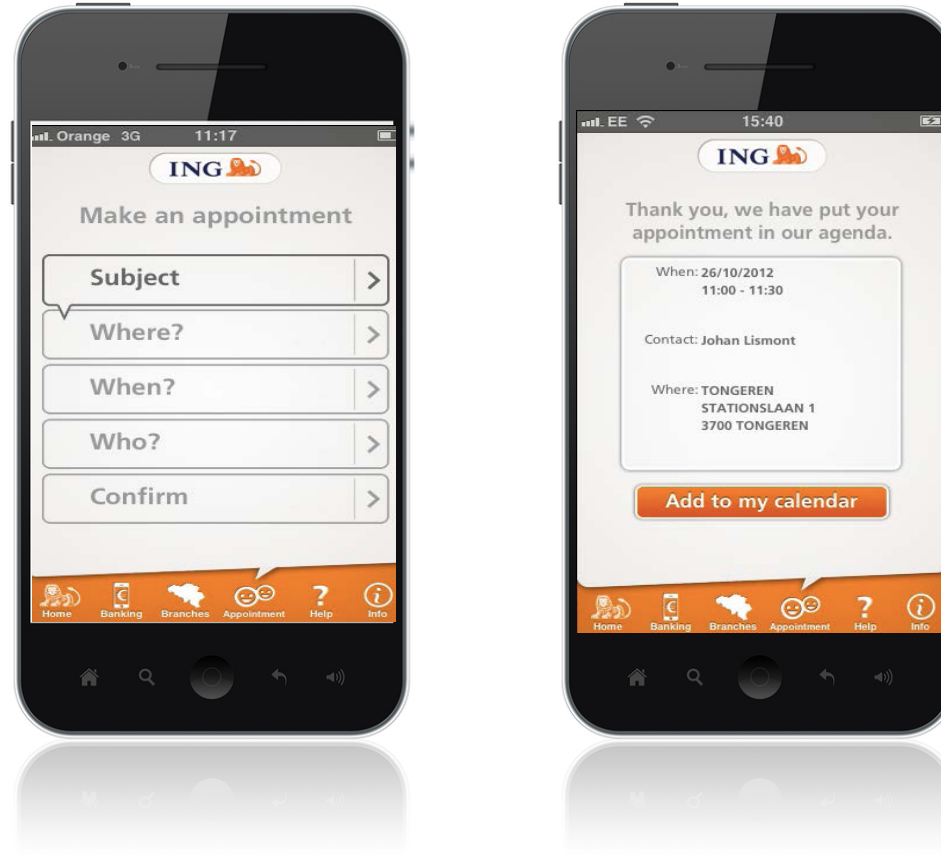 Orange 3G 11:17
ING
Make an appointment
Subject
Where?
When?
Who?
Confirm
Home Banking Branches Appointment Help Info
EE 15:40
ING
Thank you, we have put your
appointment in our agenda.
When: 26/10/2012
11:00 - 11:30
Contact: Johan Lismont
Where: TONGEREN
STATIONSLAAN 1
3700 TONGEREN
Add to my calendar
Home Banking Branches Appointment Help Info